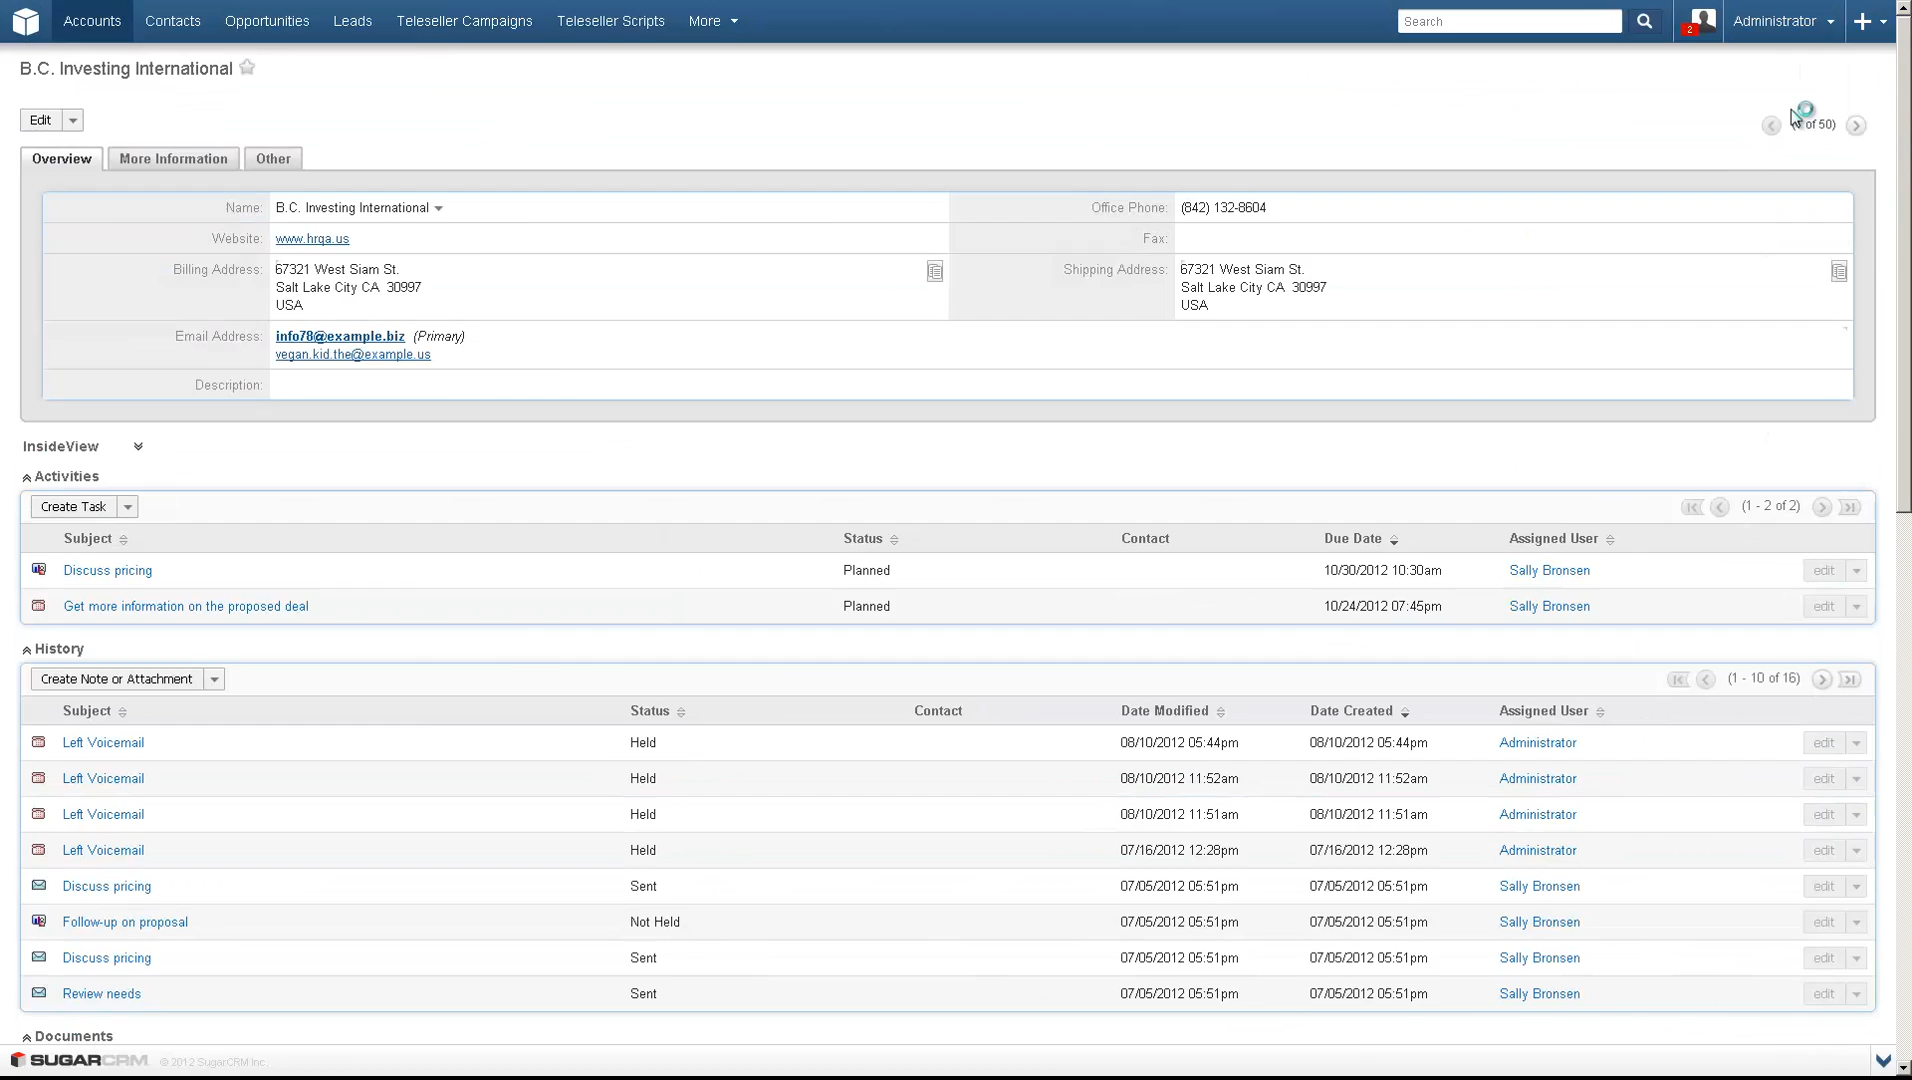 Accounts Contacts Opportunities Leads Teleseller Campaigns Teleseller Scripts More Search 2 Administrator
B.C. Investing International
Edit of 50)
Overview More Information Other
Name: B.C. Investing International Office Phone: (842) 132-8604
Website: www.hrqa.us Fax:
Billing Address: 67321 West Siam St. Shipping Address: 67321 West Siam St.
Salt Lake City CA 30997 Salt Lake City CA 30997
USA USA
Email Address: info78@example.biz (Primary)
vegan.kid.the@example.us
Description:
InsideView
Activities
Create Task (1 - 2 of 2)
Subject Status Contact Due Date Assigned User
Discuss pricing Planned 10/30/2012 10:30am Sally Bronsen edit
Get more information on the proposed deal Planned 10/24/2012 07:45pm Sally Bronsen edit
History
Create Note or Attachment (1 - 10 of 16)
Subject Status Contact Date Modified Date Created Assigned User
Left Voicemail Held 08/10/2012 05:44pm 08/10/2012 05:44pm Administrator edit
Left Voicemail Held 08/10/2012 11:52am 08/10/2012 11:52am Administrator edit
Left Voicemail Held 08/10/2012 11:51am 08/10/2012 11:51am Administrator edit
Left Voicemail Held 07/16/2012 12:28pm 07/16/2012 12:28pm Administrator edit
Discuss pricing Sent 07/05/2012 05:51pm 07/05/2012 05:51pm Sally Bronsen edit
Follow-up on proposal Not Held 07/05/2012 05:51pm 07/05/2012 05:51pm Sally Bronsen edit
Discuss pricing Sent 07/05/2012 05:51pm 07/05/2012 05:51pm Sally Bronsen edit
Review needs Sent 07/05/2012 05:51pm 07/05/2012 05:51pm Sally Bronsen edit
Documents
SUGARCRM © 2012 SugarCRM Inc.